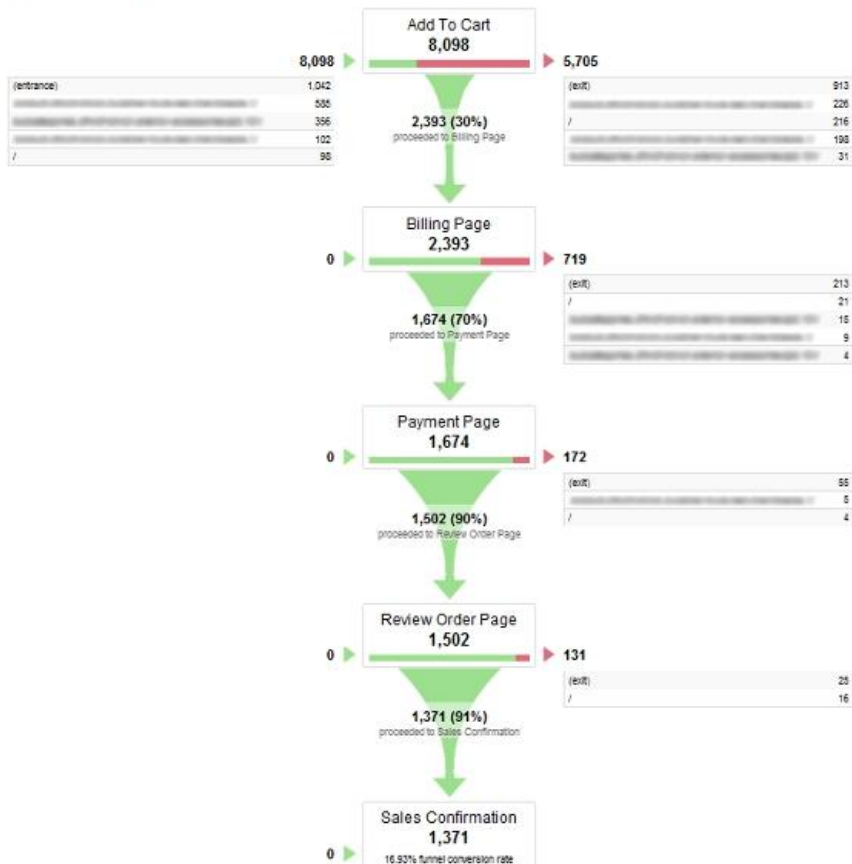 Add To Cart
8,098
8,098
5,705
(entrance) 1,042
585
356
102
/ 98
(exit) 913
226
/ 216
198
31
2,393 (30%)
proceeded to Billing Page
Billing Page
2,393
0
719
(exit) 213
/ 21
15
9
4
1,674 (70%)
proceeded to Payment Page
Payment Page
1,674
0
172
(exit) 55
5
/ 4
1,502 (90%)
proceeded to Review Order Page
Review Order Page
1,502
0
131
(exit) 28
/ 16
1,371 (91%)
proceeded to Sales Confirmation
Sales Confirmation
1,371
0
16.93% funnel conversion rate